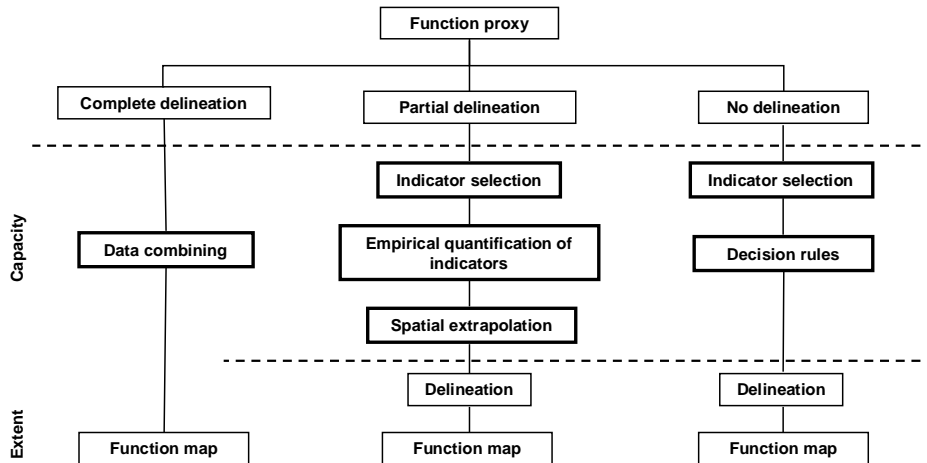 Function proxy
Complete delineation
Partial delineation
No delineation
Capacity
Indicator selection
Indicator selection
Data combining
Empirical quantification of
indicators
Decision rules
Spatial extrapolation
Extent
Delineation
Delineation
Function map
Function map
Function map